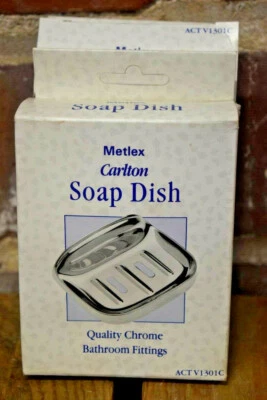 ACT V1301C
Metlex
Soap Dish
Metlex
Carlton
Soap Dish
Quality Chrome
Bathroom Fittings
ACT V1301C